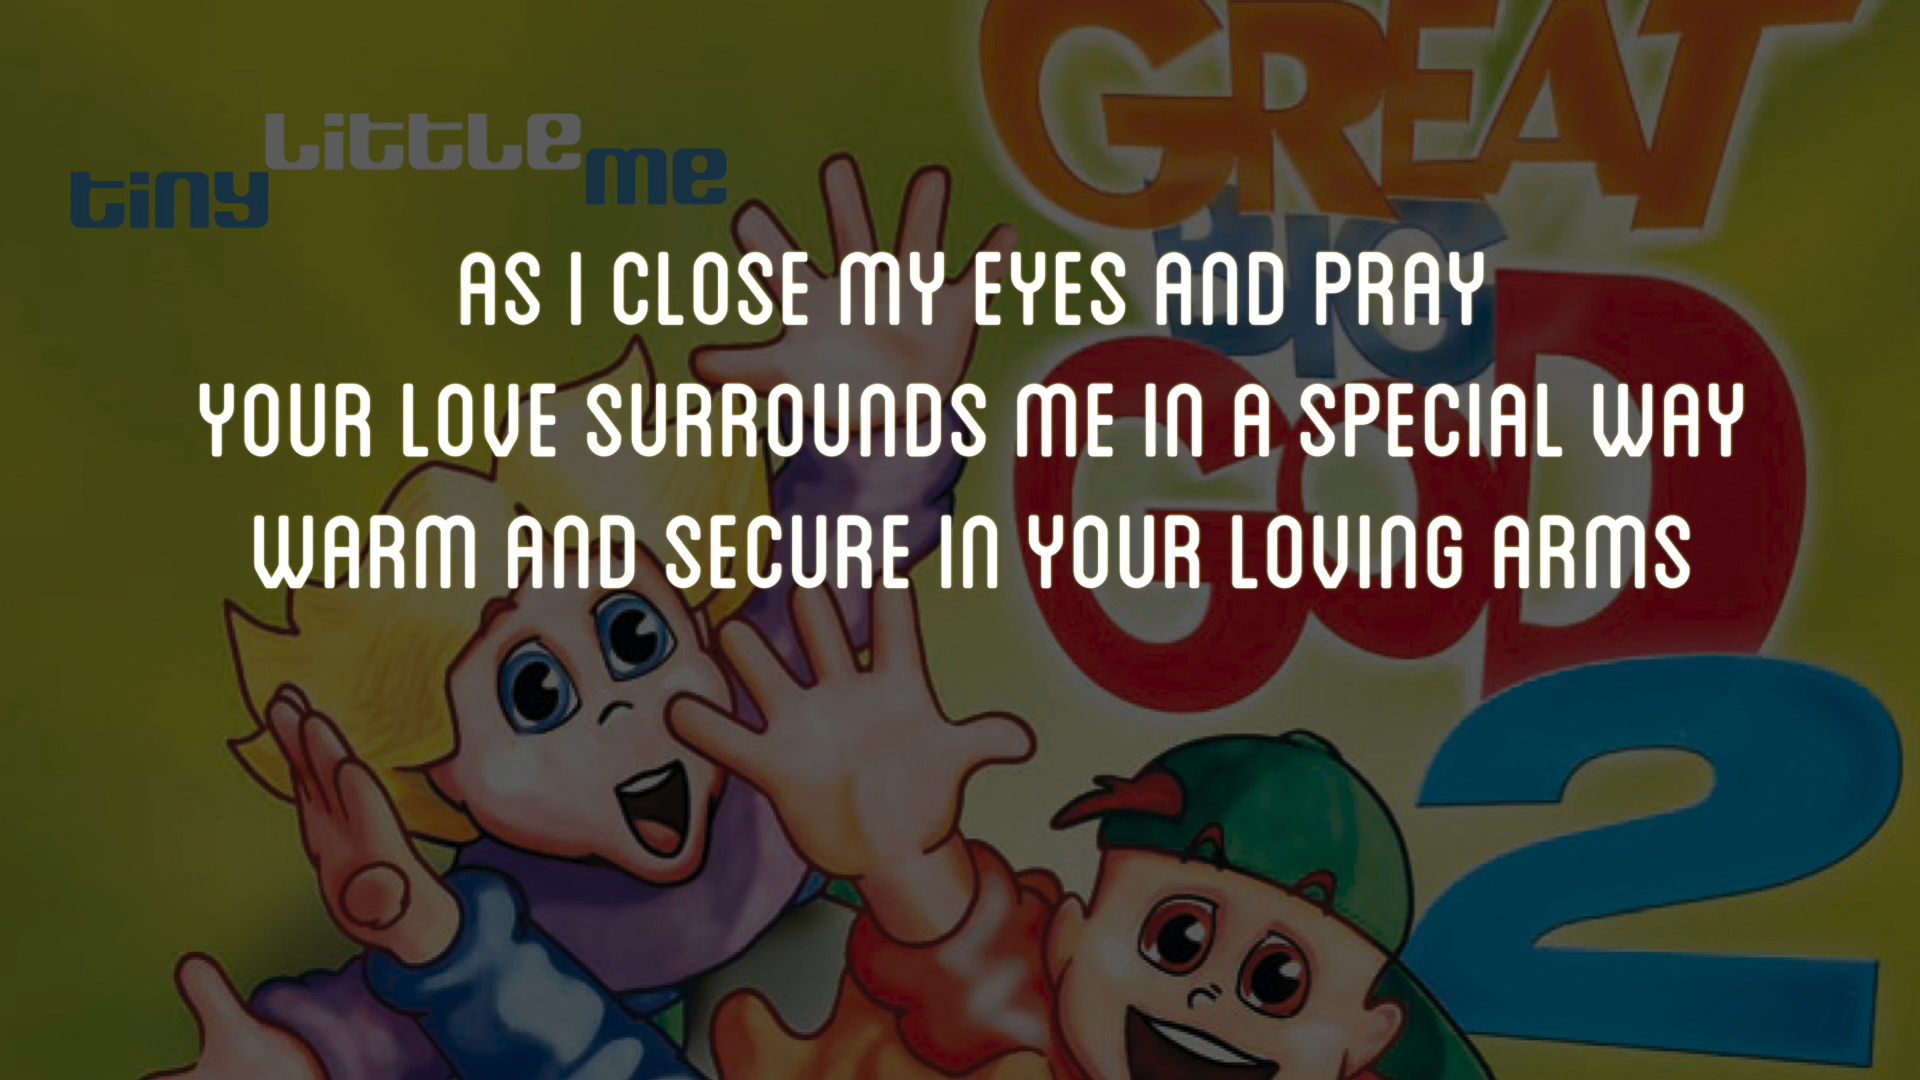 GREAT
tiny LittLe me
BIG
AS I CLOSE MY EYES AND PRAY
GOD
YOUR LOVE SURROUNDS ME IN A SPECIAL WAY
WARM AND SECURE IN YOUR LOVING ARMS
2